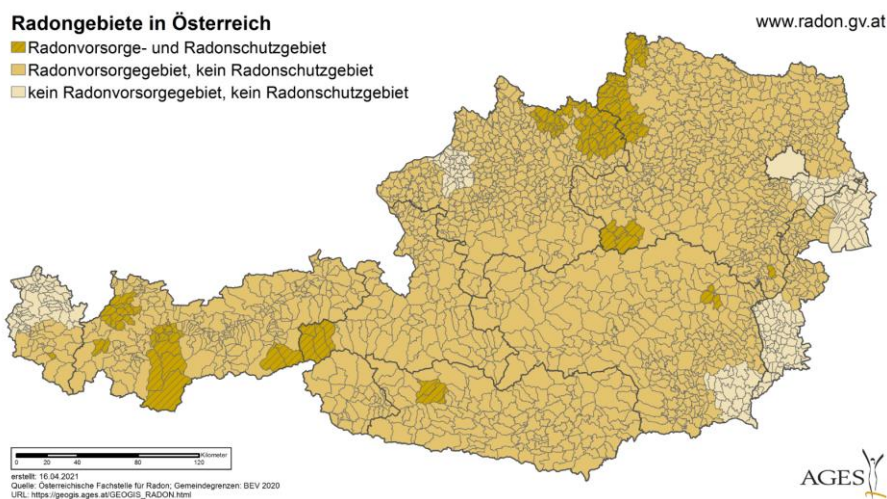 Radongebiete in Österreich
www.radon.gv.at
Radonvorsorge- und Radonschutzgebiet
Radonvorsorgegebiet, kein Radonschutzgebiet
kein Radonvorsorgegebiet, kein Radonschutzgebiet
Kilometer
0 20 40 80 120
erstellt: 16.04.2021
Quelle: Österreichische Fachstelle für Radon; Gemeindegrenzen: BEV 2020
URL: https://geogis.ages.at/GEOGIS_RADON.html
AGES